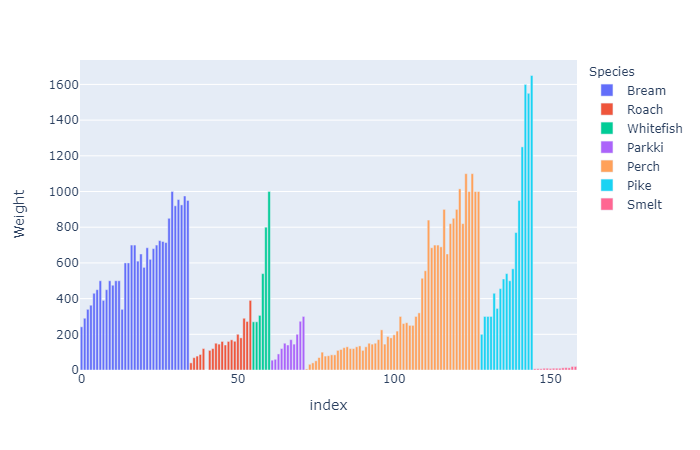 Species
Bream
Roach
Whitefish
Parkki
Perch
Pike
Smelt
1600
1400
1200
1000
800
600
400
200
0
Weight
0 50 100 150
index